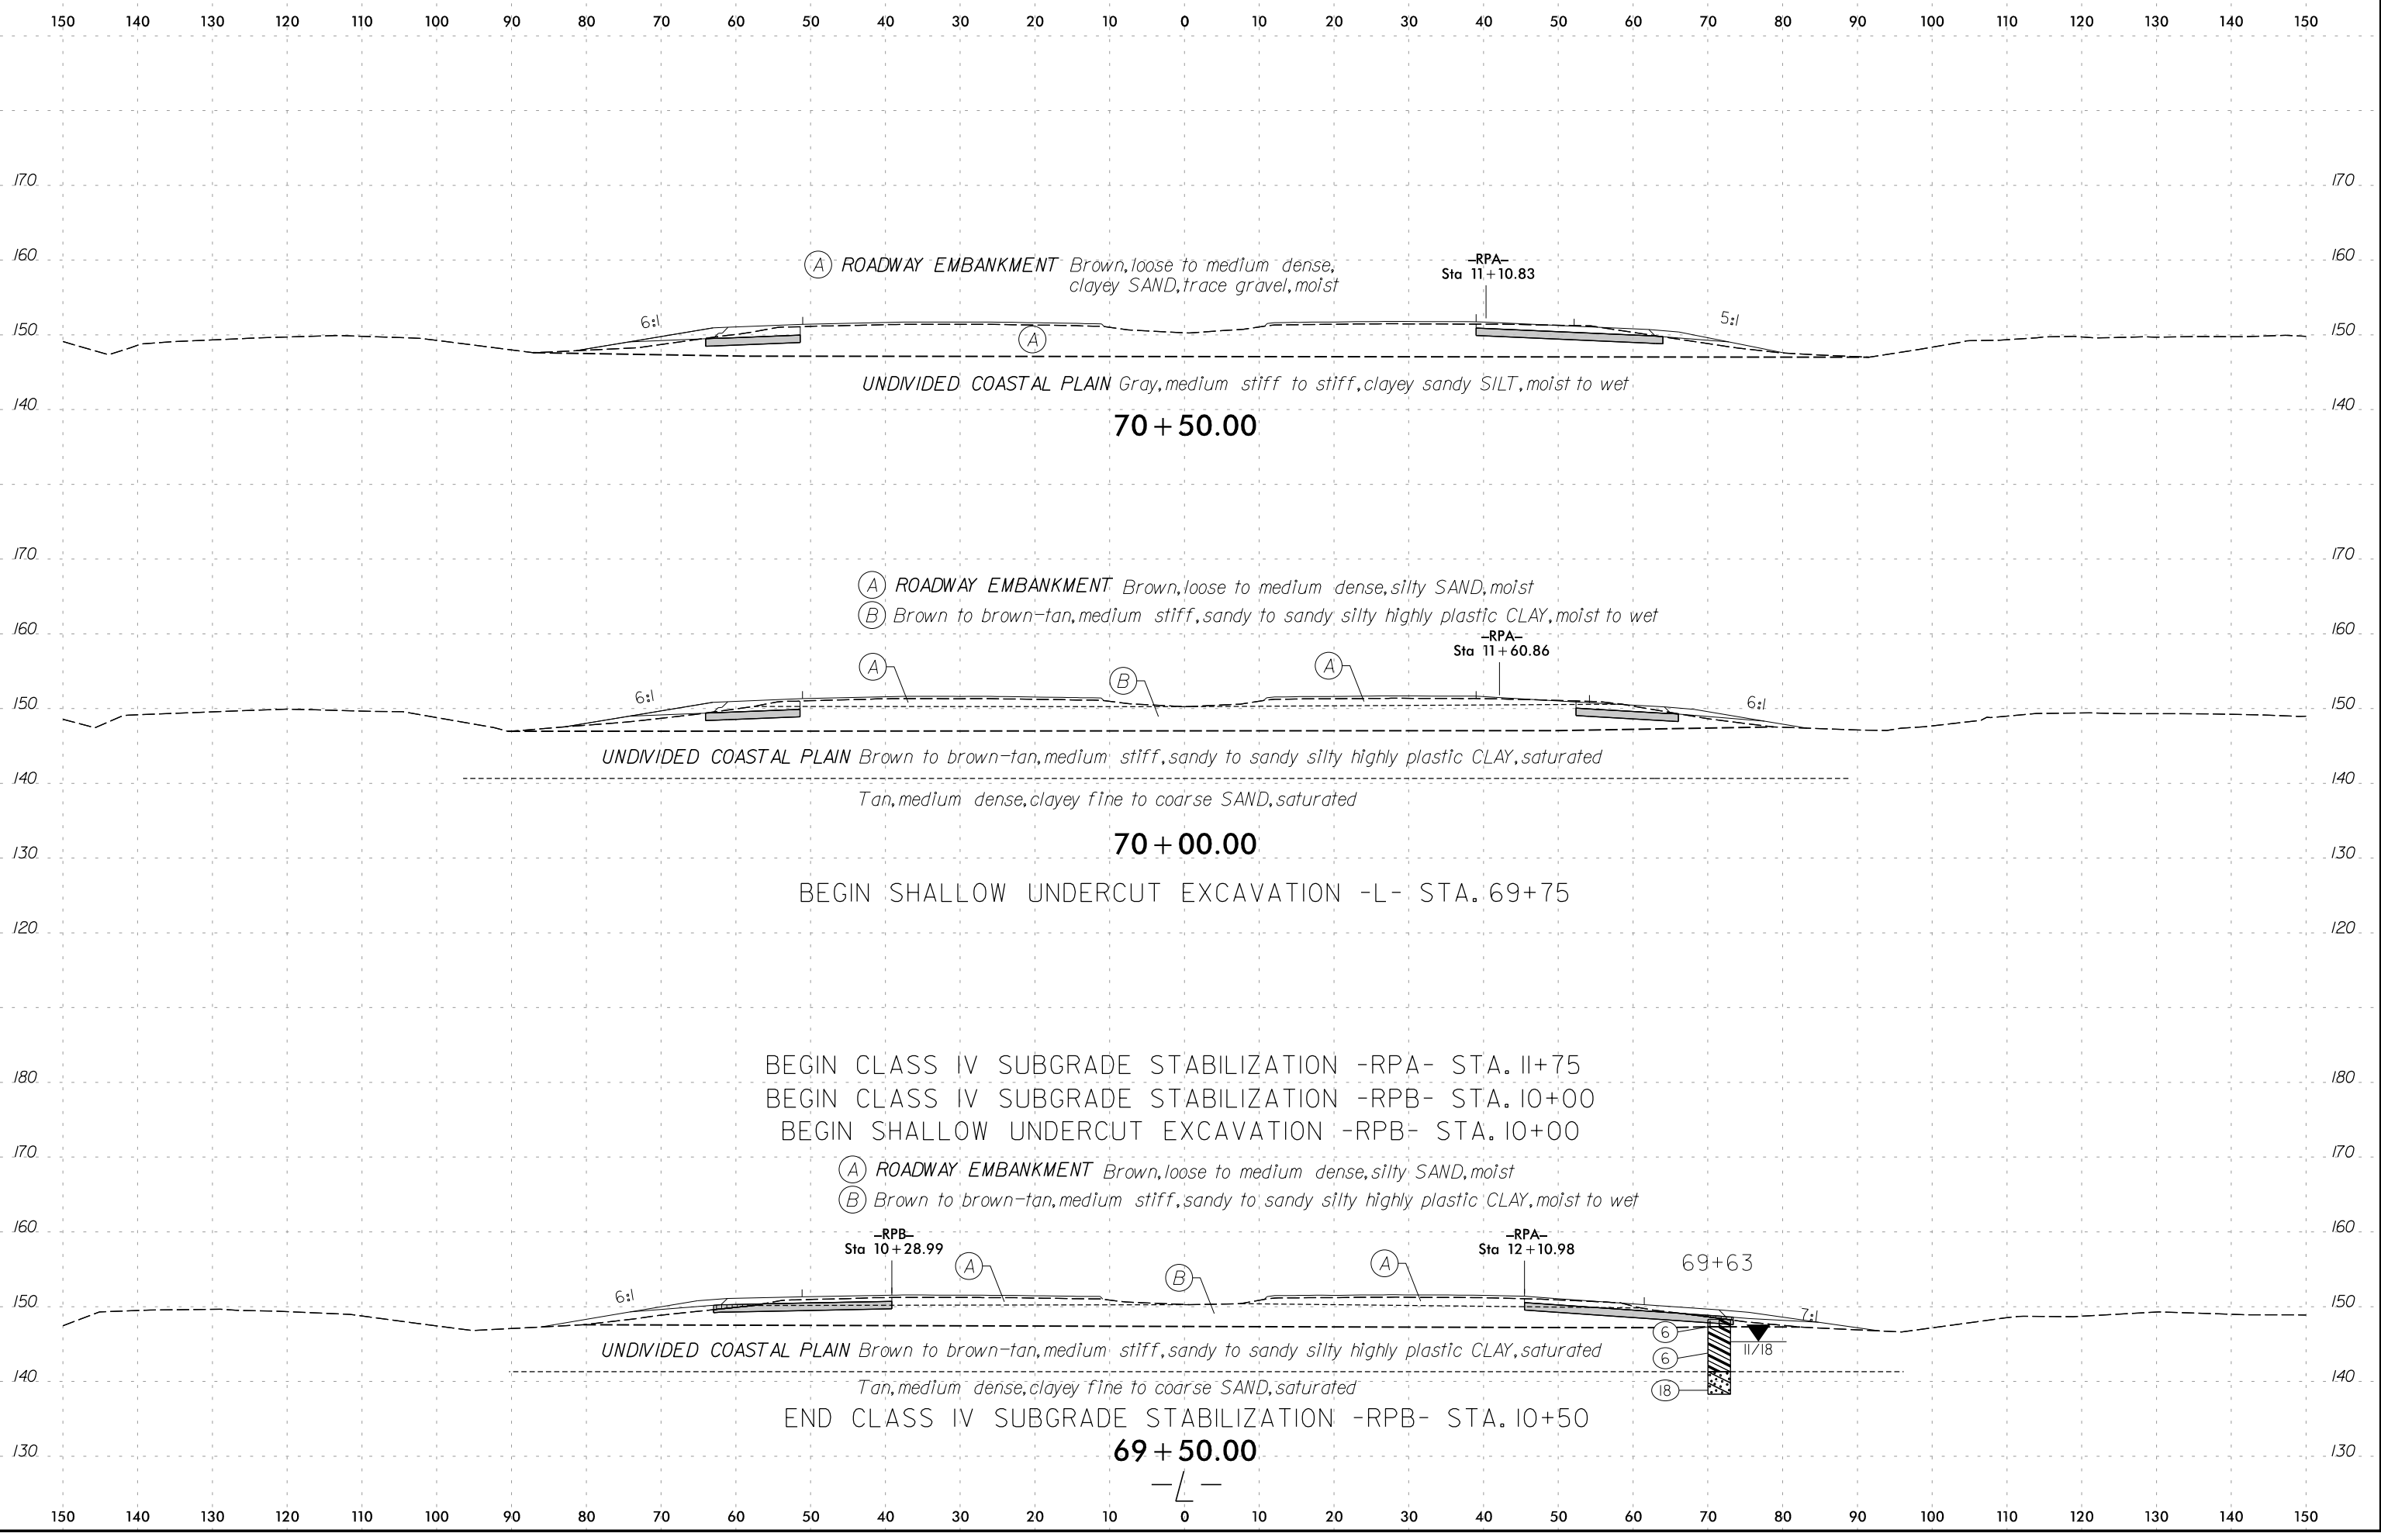 150 140 130 120 110 100 90 80 70 60 50 40 30 20 10 0 10 20 30 40 50 60 70 80 90 100 110 120 130 140 150
170 170
160 160
–RPA–
Sta 11+10.83
A ROADWAY EMBANKMENT Brown, loose to medium dense,
clayey SAND, trace gravel, moist
6:1 5:1
150 A 150
UNDIVIDED COASTAL PLAIN Gray, medium stiff to stiff, clayey sandy SILT, moist to wet
140 140
70+50.00
170 170
A ROADWAY EMBANKMENT Brown, loose to medium dense, silty SAND, moist
B Brown to brown-tan, medium stiff, sandy to sandy silty highly plastic CLAY, moist to wet
160 160
–RPA–
Sta 11+60.86
A B A
6:1 6:1
150 150
UNDIVIDED COASTAL PLAIN Brown to brown-tan, medium stiff, sandy to sandy silty highly plastic CLAY, saturated
140 140
Tan, medium dense, clayey fine to coarse SAND, saturated
70+00.00
130 130
BEGIN SHALLOW UNDERCUT EXCAVATION -L- STA. 69+75
120 120
BEGIN CLASS IV SUBGRADE STABILIZATION -RPA- STA. 11+75
180 180
BEGIN CLASS IV SUBGRADE STABILIZATION -RPB- STA. 10+00
BEGIN SHALLOW UNDERCUT EXCAVATION -RPB- STA. 10+00
170 170
A ROADWAY EMBANKMENT Brown, loose to medium dense, silty SAND, moist
B Brown to brown-tan, medium stiff, sandy to sandy silty highly plastic CLAY, moist to wet
160 160
–RPB– –RPA–
Sta 10+28.99 Sta 12+10.98
A B A 69+63
6:1 7:1
150 150
6
11/18
UNDIVIDED COASTAL PLAIN Brown to brown-tan, medium stiff, sandy to sandy silty highly plastic CLAY, saturated
6
140 140
Tan, medium dense, clayey fine to coarse SAND, saturated
18
END CLASS IV SUBGRADE STABILIZATION -RPB- STA. 10+50
69+50.00
130 130
–L–
150 140 130 120 110 100 90 80 70 60 50 40 30 20 10 0 10 20 30 40 50 60 70 80 90 100 110 120 130 140 150